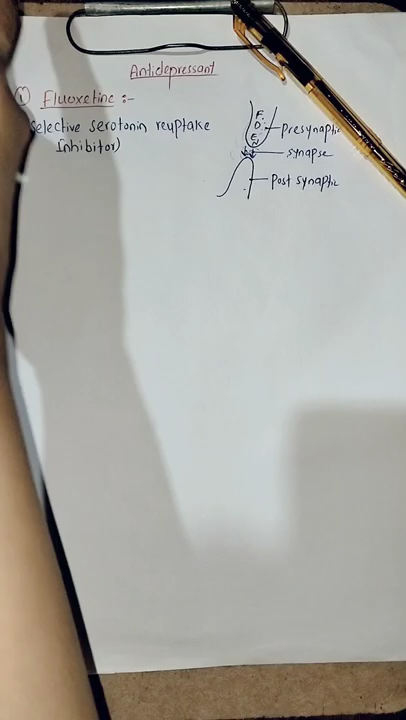 Antidepressant
① Fluoxetine :-
Selective serotonin reuptake
Inhibitor)
Presynaptic
synapse
Post synaptic